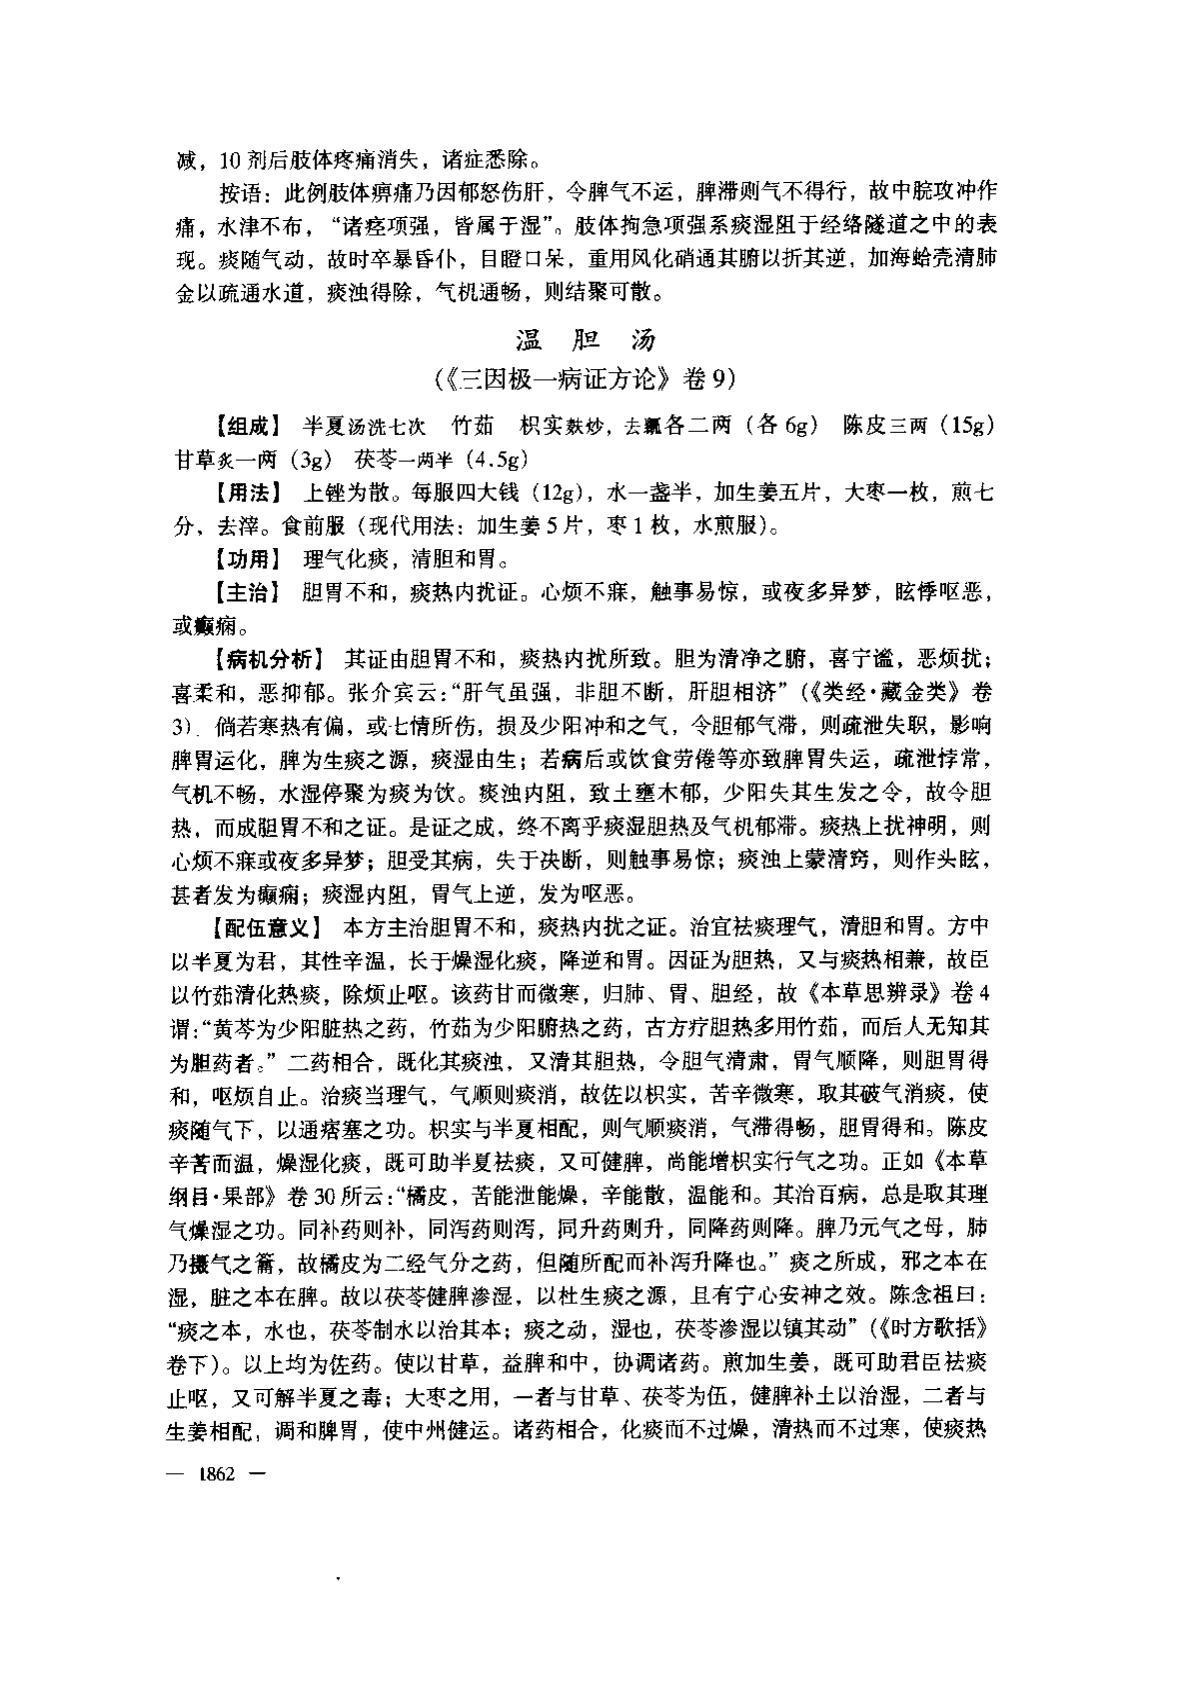 减，10 剂后肢体疼痛消失，诸症悉除。
按语：此例肢体痹痛乃因郁怒伤肝，令脾气不运，脾滞则气不得行，故中脘攻冲作
痛，水津不布，“诸痉项强，皆属于湿”。肢体拘急项强系痰湿阻于经络隧道之中的表
现。痰随气动，故时卒暴昏仆，目瞪口呆，重用风化硝通其腑以折其逆，加海蛤壳清肺
金以疏通水道，痰浊得除，气机通畅，则结聚可散。
温 胆 汤
（《三因极一病证方论》卷 9）
【组成】 半夏汤洗七次 竹茹 枳实麸炒，去瓤各二两（各 6g） 陈皮三两（15g）
甘草炙一两（3g） 茯苓一两半（4.5g）
【用法】 上锉为散。每服四大钱（12g），水一盏半，加生姜五片，大枣一枚，煎七
分，去滓。食前服（现代用法：加生姜 5 片，枣 1 枚，水煎服）。
【功用】 理气化痰，清胆和胃。
【主治】 胆胃不和，痰热内扰证。心烦不寐，触事易惊，或夜多异梦，眩悸呕恶，
或癫痫。
【病机分析】 其证由胆胃不和，痰热内扰所致。胆为清净之腑，喜宁谧，恶烦扰；
喜柔和，恶抑郁。张介宾云：“肝气虽强，非胆不断，肝胆相济”（《类经·藏金类》卷
3）. 倘若寒热有偏，或七情所伤，损及少阳冲和之气，令胆郁气滞，则疏泄失职，影响
脾胃运化，脾为生痰之源，痰湿由生；若病后或饮食劳倦等亦致脾胃失运，疏泄悖常，
气机不畅，水湿停聚为痰为饮。痰浊内阻，致土壅木郁，少阳失其生发之令，故令胆
热，而成胆胃不和之证。是证之成，终不离乎痰湿胆热及气机郁滞。痰热上扰神明，则
心烦不寐或夜多异梦；胆受其病，失于决断，则触事易惊；痰浊上蒙清窍，则作头眩，
甚者发为癫痫；痰湿内阻，胃气上逆，发为呕恶。
【配伍意义】 本方主治胆胃不和，痰热内扰之证。治宜祛痰理气，清胆和胃。方中
以半夏为君，其性辛温，长于燥湿化痰，降逆和胃。因证为胆热，又与痰热相兼，故臣
以竹茹清化热痰，除烦止呕。该药甘而微寒，归肺、胃、胆经，故《本草思辨录》卷 4
谓：“黄芩为少阳脏热之药，竹茹为少阳腑热之药，古方疗胆热多用竹茹，而后人无知其
为胆药者。”二药相合，既化其痰浊，又清其胆热，令胆气清肃，胃气顺降，则胆胃得
和，呕烦自止。治痰当理气，气顺则痰消，故佐以枳实，苦辛微寒，取其破气消痰，使
痰随气下，以通痞塞之功。枳实与半夏相配，则气顺痰消，气滞得畅，胆胃得和。陈皮
辛苦而温，燥湿化痰，既可助半夏祛痰，又可健脾，尚能增枳实行气之功。正如《本草
纲目·果部》卷 30 所云：“橘皮，苦能泄能燥，辛能散，温能和。其治百病，总是取其理
气燥湿之功。同补药则补，同泻药则泻，同升药则升，同降药则降。脾乃元气之母，肺
乃摄气之籥，故橘皮为二经气分之药，但随所配而补泻升降也。”痰之所成，邪之本在
湿，脏之本在脾。故以茯苓健脾渗湿，以杜生痰之源，且有宁心安神之效。陈念祖曰：
“痰之本，水也，茯苓制水以治其本；痰之动，湿也，茯苓渗湿以镇其动”（《时方歌括》
卷下）。以上均为佐药。使以甘草，益脾和中，协调诸药。煎加生姜，既可助君臣祛痰
止呕，又可解半夏之毒；大枣之用，一者与甘草、茯苓为伍，健脾补土以治湿，二者与
生姜相配，调和脾胃，使中州健运。诸药相合，化痰而不过燥，清热而不过寒，使痰热
— 1862 —